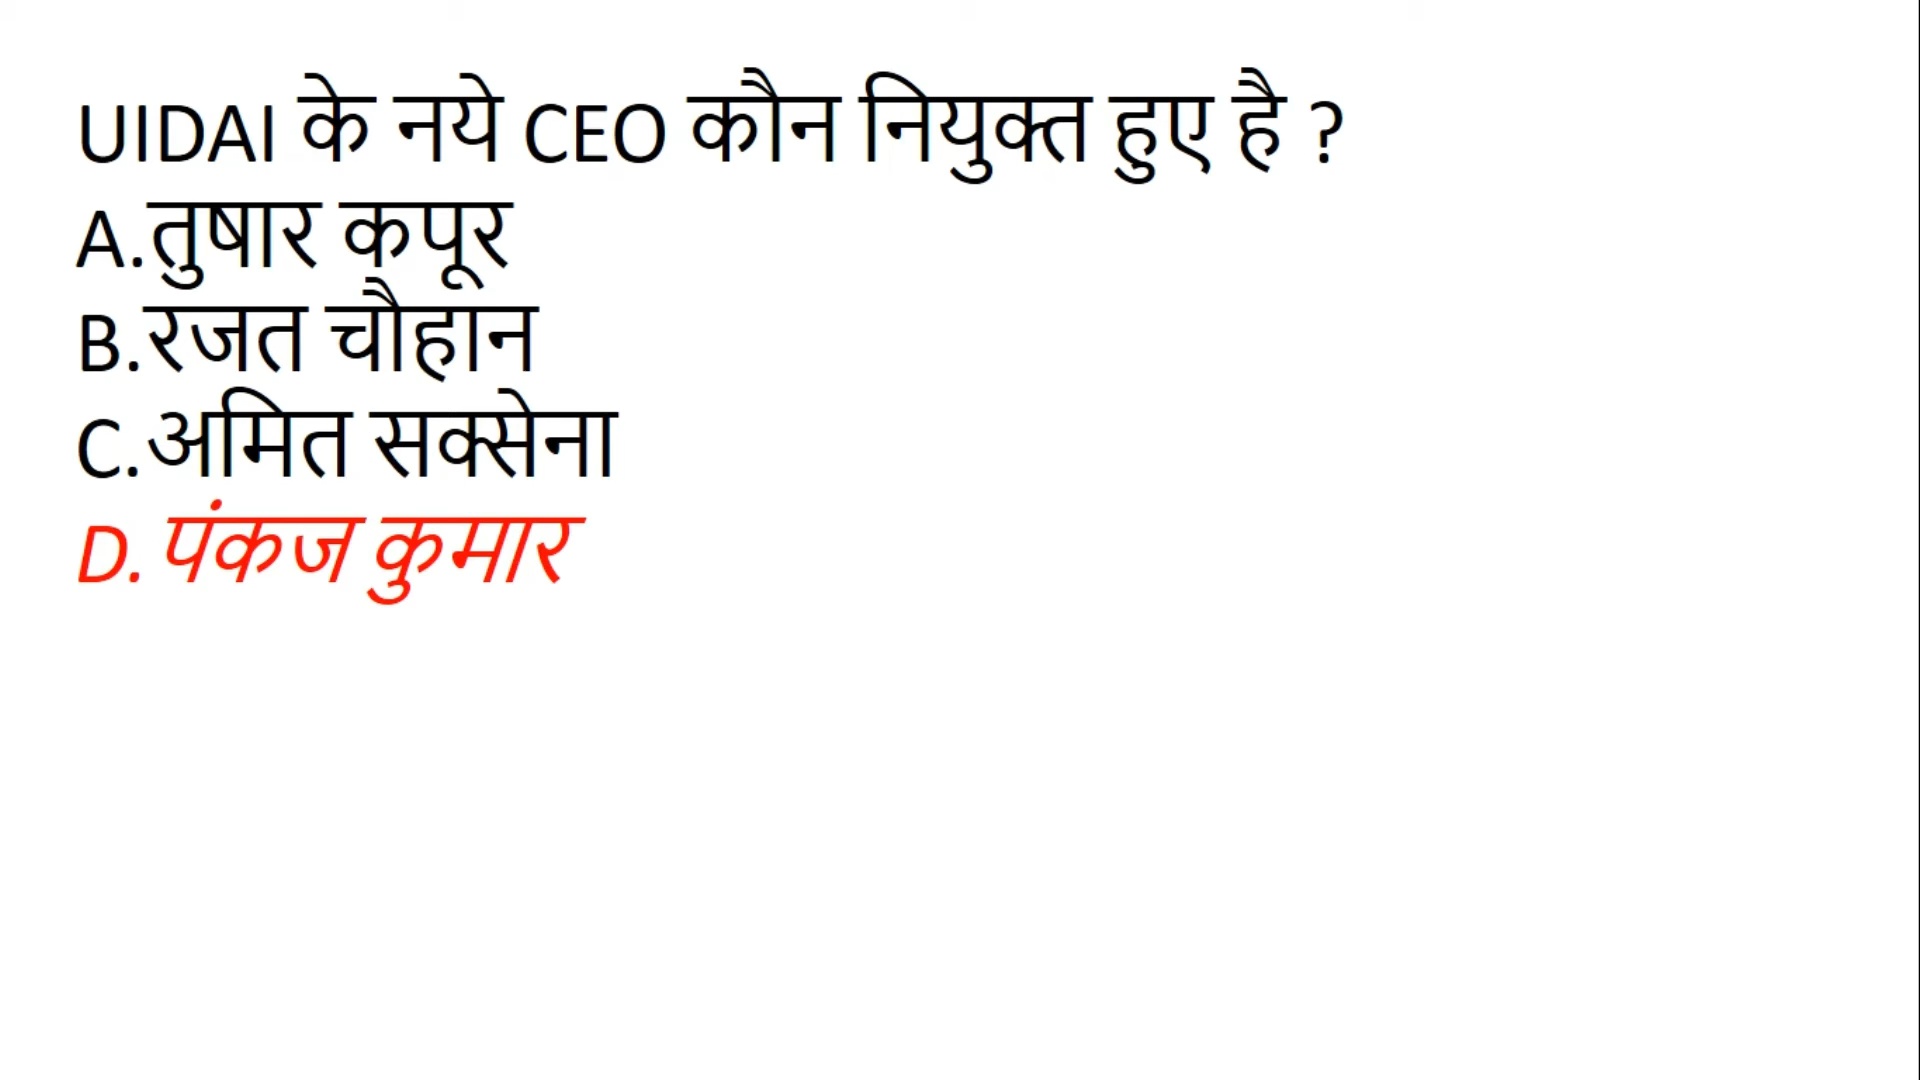 UIDAI के नये CEO कौन नियुक्त हुए है ?
A.तुषार कपूर
B.रजत चौहान
C.अमित सक्सेना
D. पंकज कुमार